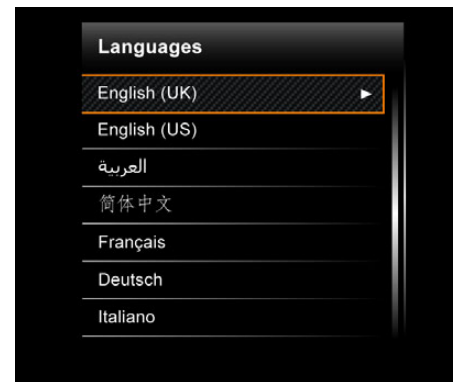 Languages
English (UK)
English (US)
العربية
简体中文
Français
Deutsch
Italiano